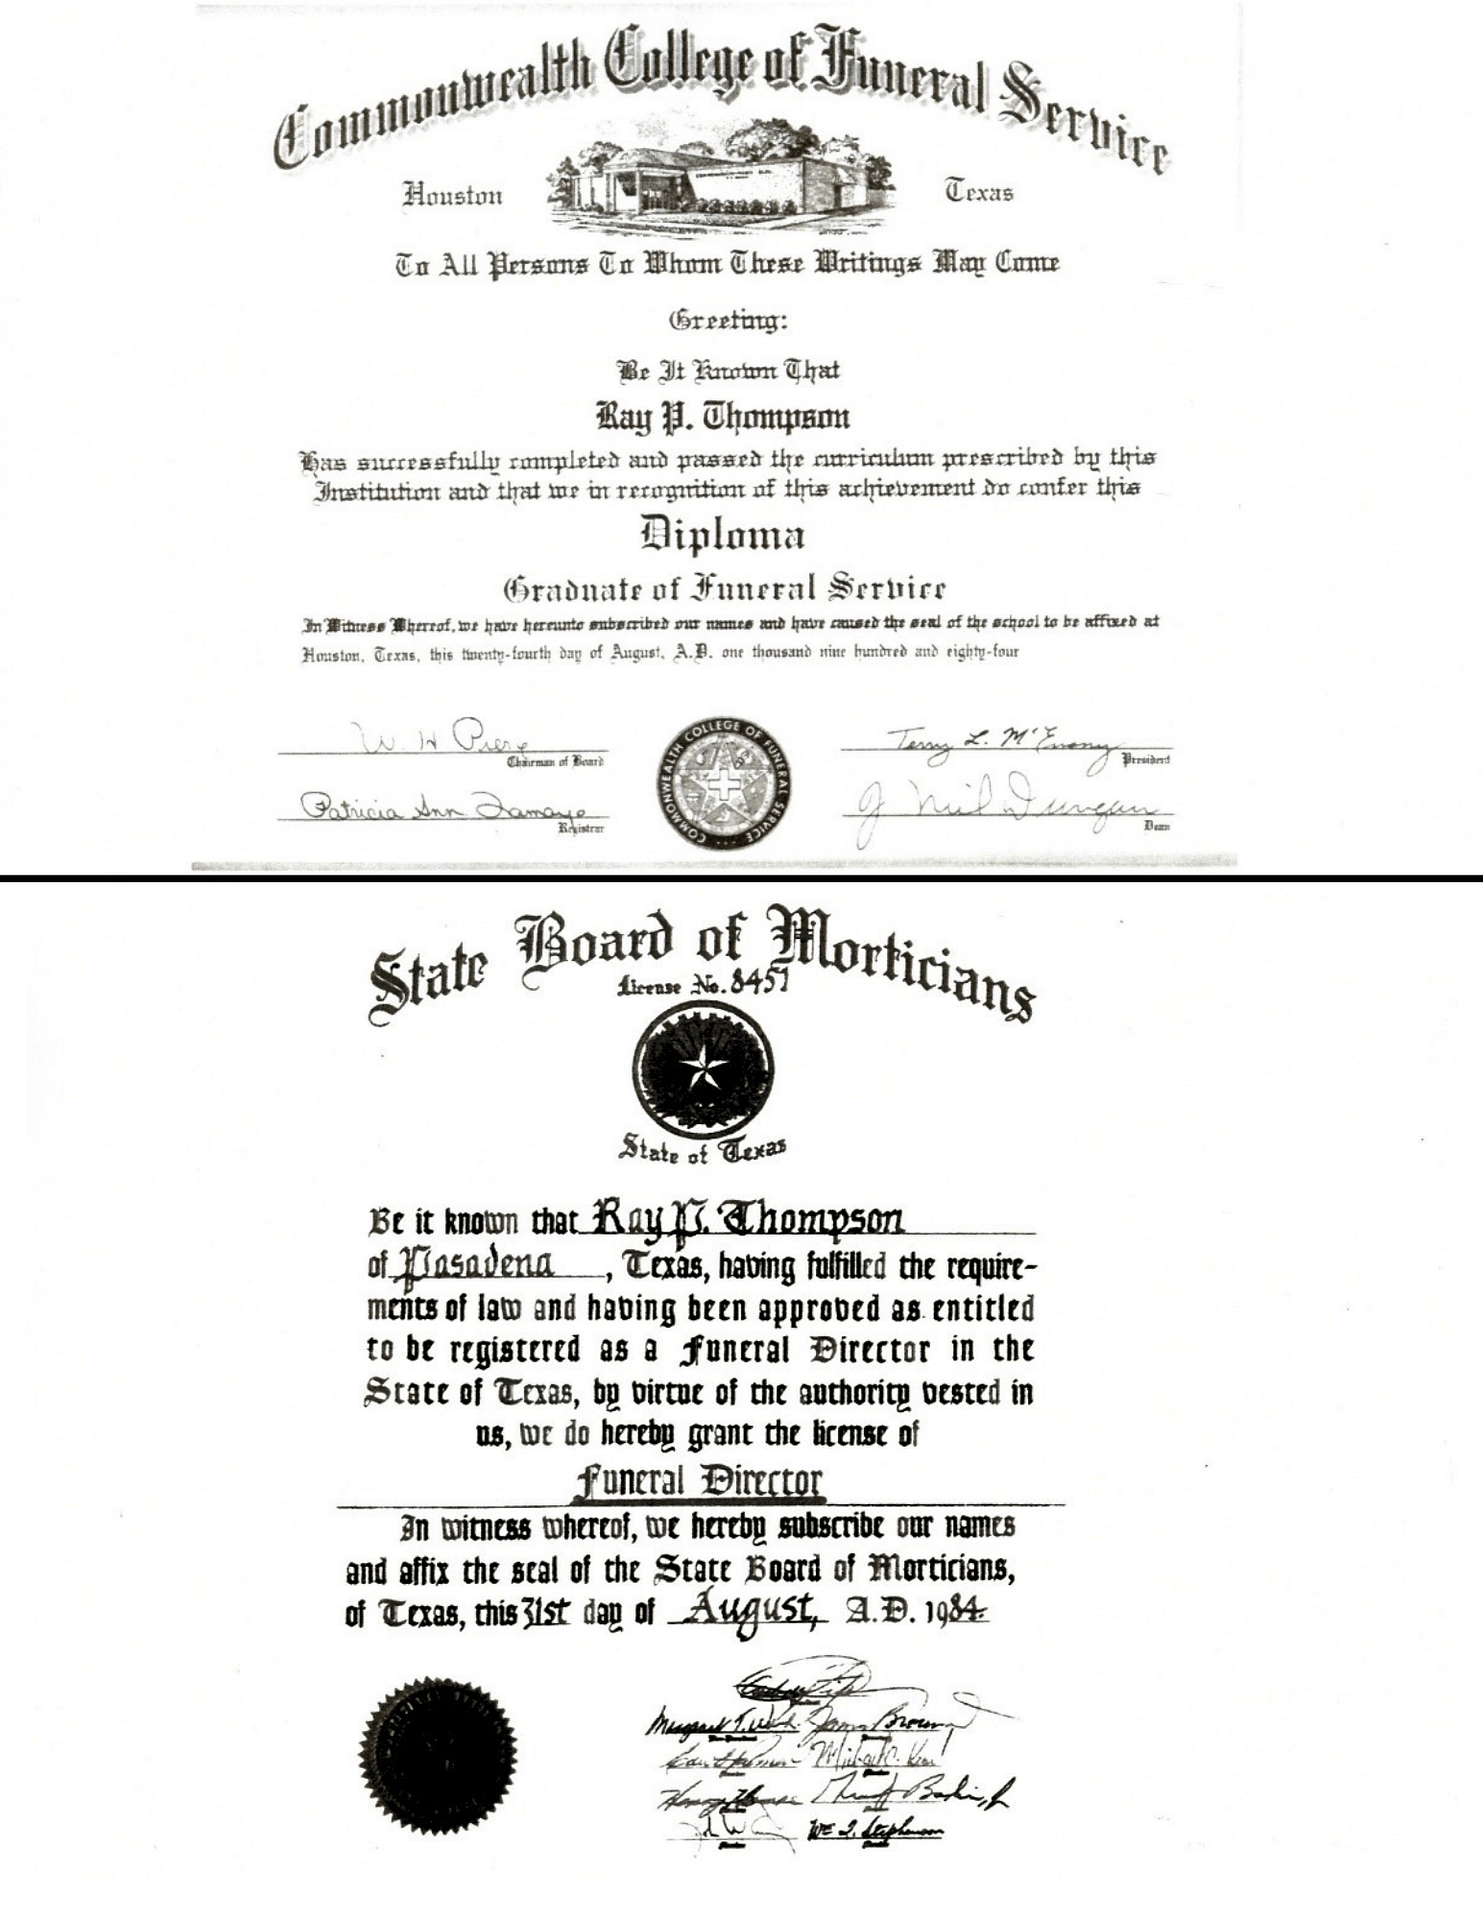 Commonwealth College of Funeral Service
Houston Texas
To All Persons To Whom These Writings May Come
Greeting:
Be It Known That
Ray P. Thompson
Has successfully completed and passed the curriculum prescribed by this
Institution and that we in recognition of this achievement do confer this
Diploma
Graduate of Funeral Service
In Witness Whereof, we have hereunto subscribed our names and have caused the seal of the school to be affixed at
Houston, Texas, this twenty-fourth day of August, A.D. one thousand nine hundred and eighty-four
W. H. Pierce
Chairman of Board
Terry L. McEnany
President
Patricia Ann Zamayo
Registrar
J Neil Dungan
Dean
COMMONWEALTH COLLEGE OF FUNERAL SERVICE
State Board of Morticians
License No. 8457
State of Texas
Be it known that Ray P. Thompson
of Pasadena, Texas, having fulfilled the require-
ments of law and having been approved as entitled
to be registered as a Funeral Director in the
State of Texas, by virtue of the authority vested in
us, we do hereby grant the license of
Funeral Director
In witness whereof, we hereby subscribe our names
and affix the seal of the State Board of Morticians,
of Texas, this 31st day of August, A.D. 1984.